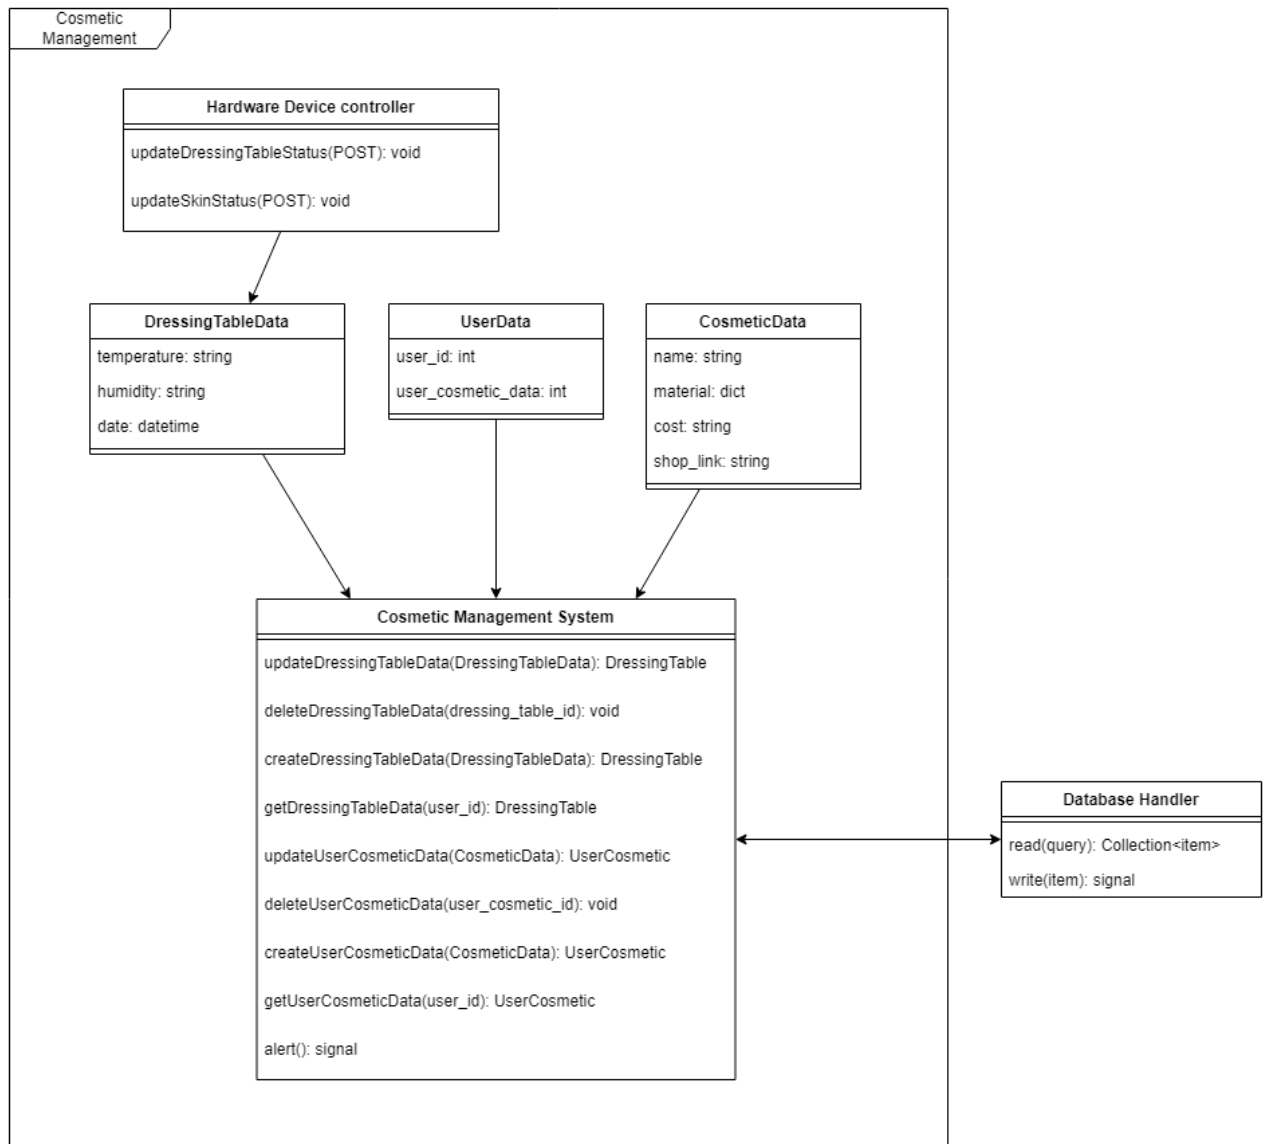 Cosmetic
Management
Hardware Device controller
updateDressingTableStatus(POST): void
updateSkinStatus(POST): void
DressingTableData
temperature: string
humidity: string
date: datetime
UserData
user_id: int
user_cosmetic_data: int
CosmeticData
name: string
material: dict
cost: string
shop_link: string
Cosmetic Management System
updateDressingTableData(DressingTableData): DressingTable
deleteDressingTableData(dressing_table_id): void
createDressingTableData(DressingTableData): DressingTable
getDressingTableData(user_id): DressingTable
updateUserCosmeticData(CosmeticData): UserCosmetic
deleteUserCosmeticData(user_cosmetic_id): void
createUserCosmeticData(CosmeticData): UserCosmetic
getUserCosmeticData(user_id): UserCosmetic
alert(): signal
Database Handler
read(query): Collection<item>
write(item): signal